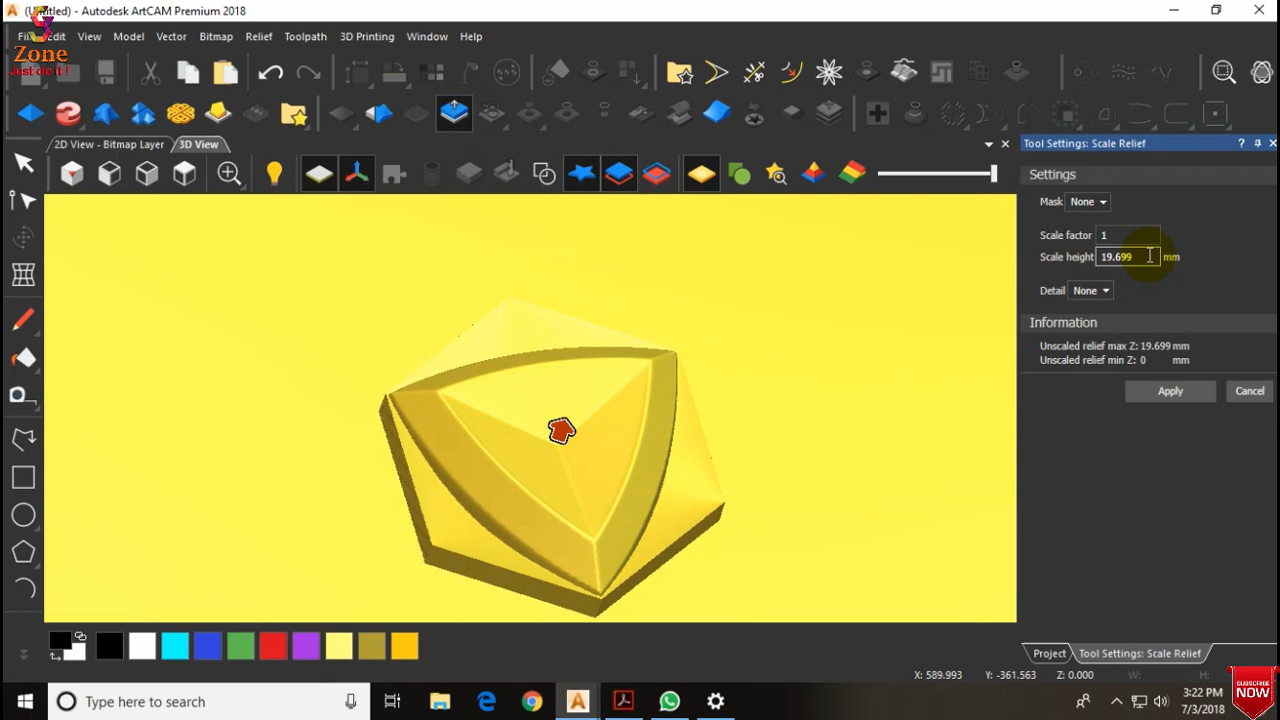 (Untitled) - Autodesk ArtCAM Premium 2018
Zone
Just do it !
Edit View Model Vector Bitmap Relief Toolpath 3D Printing Window Help
2D View - Bitmap Layer 3D View
Tool Settings: Scale Relief
Settings
Mask None
Scale factor 1
Scale height 19.699 mm
Detail None
Information
Unscaled relief max Z: 19.699 mm
Unscaled relief min Z: 0 mm
Apply Cancel
Project Tool Settings: Scale Relief
X: 589.993 Y: -361.563 Z: 0.000 W: H:
Type here to search
3:22 PM
7/3/2018
SUBSCRIBE
NOW